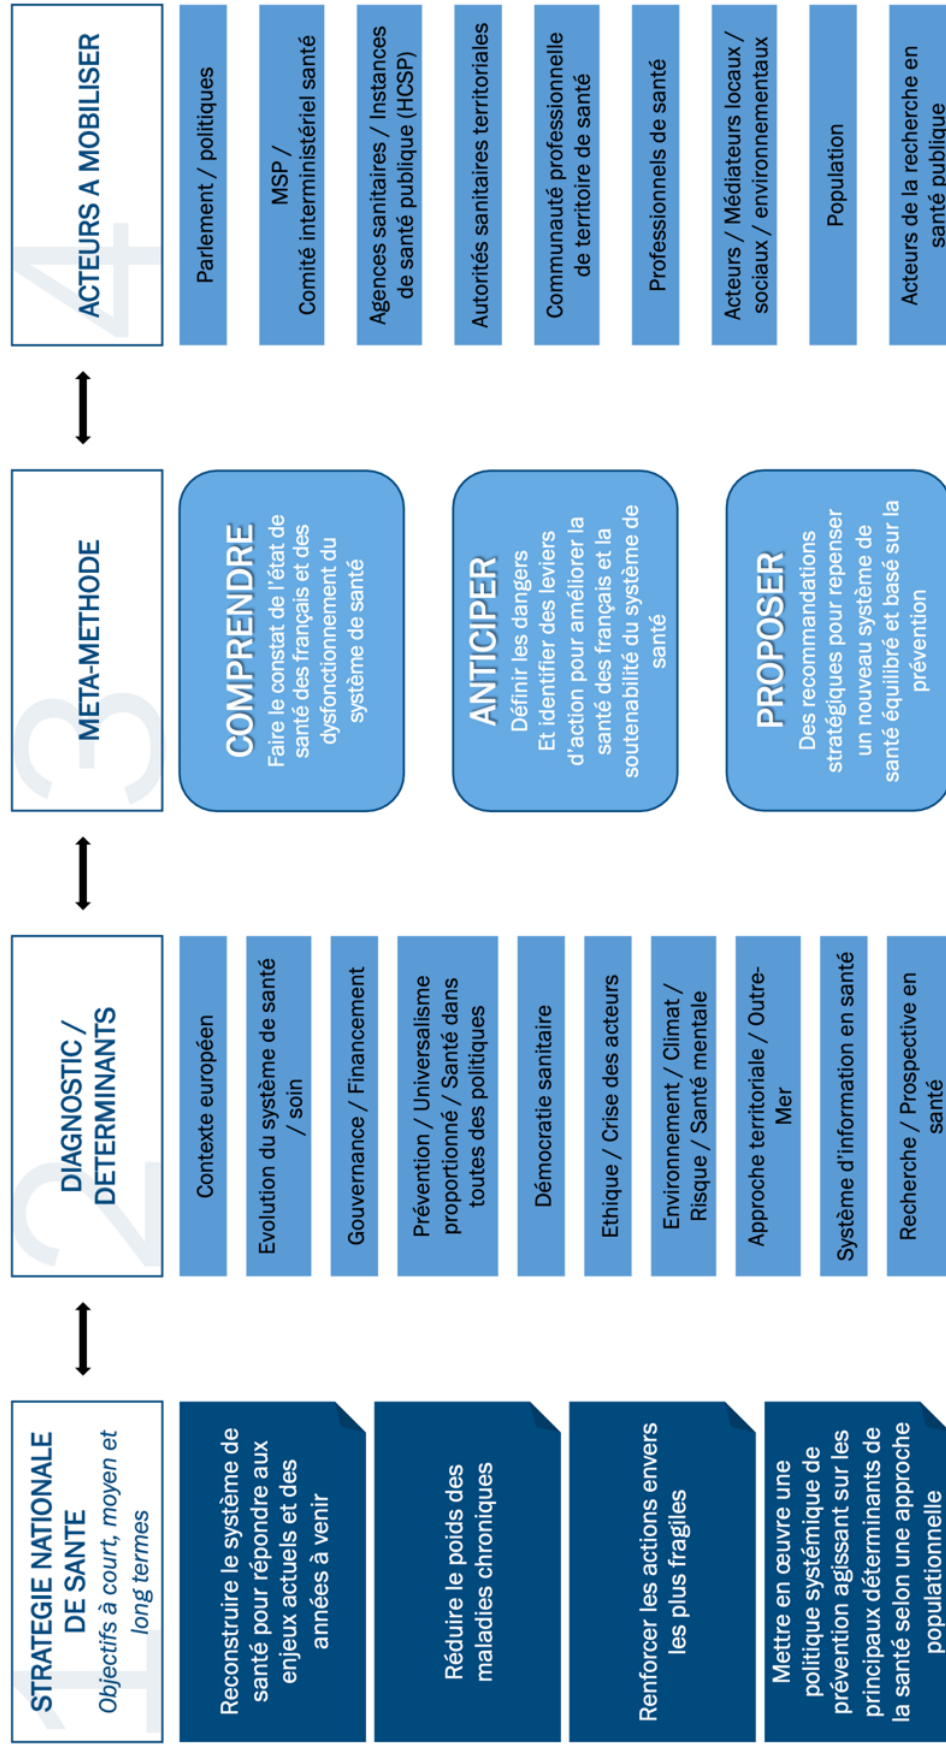 1
STRATEGIE NATIONALE
DE SANTE
Objectifs à court, moyen et
long termes
Reconstruire le système de
santé pour répondre aux
enjeux actuels et des
années à venir
Réduire le poids des
maladies chroniques
Renforcer les actions envers
les plus fragiles
Mettre en œuvre une
politique systémique de
prévention agissant sur les
principaux déterminants de
la santé selon une approche
populationnelle
2
DIAGNOSTIC /
DETERMINANTS
Contexte européen
Evolution du système de santé
/ soin
Gouvernance / Financement
Prévention / Universalisme
proportionné / Santé dans
toutes des politiques
Démocratie sanitaire
Ethique / Crise des acteurs
Environnement / Climat /
Risque / Santé mentale
Approche territoriale / Outre-
Mer
Système d'information en santé
Recherche / Prospective en
santé
3
META-METHODE
COMPRENDRE
Faire le constat de l'état de
santé des français et des
dysfonctionnement du
système de santé
ANTICIPER
Définir les dangers
Et identifier des leviers
d'action pour améliorer la
santé des français et la
soutenabilité du système de
santé
PROPOSER
Des recommandations
stratégiques pour repenser
un nouveau système de
santé équilibré et basé sur la
prévention
4
ACTEURS A MOBILISER
Parlement / politiques
MSP /
Comité interministériel santé
Agences sanitaires / Instances
de santé publique (HCSP)
Autorités sanitaires territoriales
Communauté professionnelle
de territoire de santé
Professionnels de santé
Acteurs / Médiateurs locaux /
sociaux / environnementaux
Population
Acteurs de la recherche en
santé publique